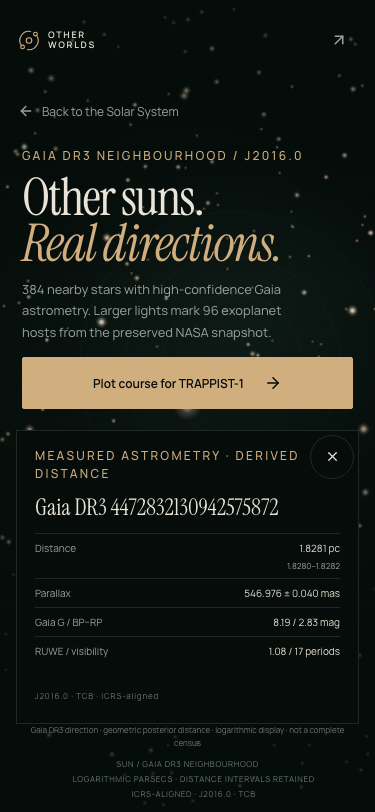 OTHER
WORLDS
← Back to the Solar System
GAIA DR3 NEIGHBOURHOOD / J2016.0
Other suns.
Real directions.
384 nearby stars with high-confidence Gaia
astrometry. Larger lights mark 96 exoplanet
hosts from the preserved NASA snapshot.
Plot course for TRAPPIST-1 →
MEASURED ASTROMETRY · DERIVED
DISTANCE
Gaia DR3 4472832130942575872
Distance 1.8281 pc
1.8280–1.8282
Parallax 546.976 ± 0.040 mas
Gaia G / BP−RP 8.19 / 2.83 mag
RUWE / visibility 1.08 / 17 periods
J2016.0 · TCB · ICRS-aligned
Gaia DR3 direction · geometric posterior distance · logarithmic display · not a complete
census
SUN / GAIA DR3 NEIGHBOURHOOD
LOGARITHMIC PARSECS · DISTANCE INTERVALS RETAINED
ICRS-ALIGNED · J2016.0 · TCB